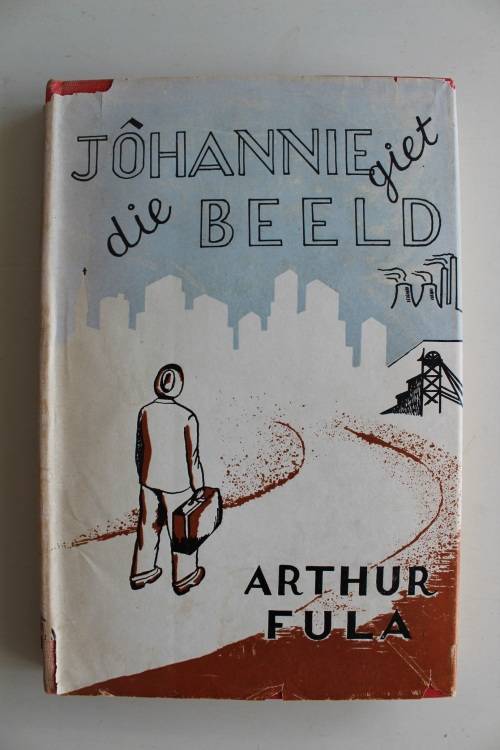 JÔHANNIE giet
die BEELD
ARTHUR
FULA